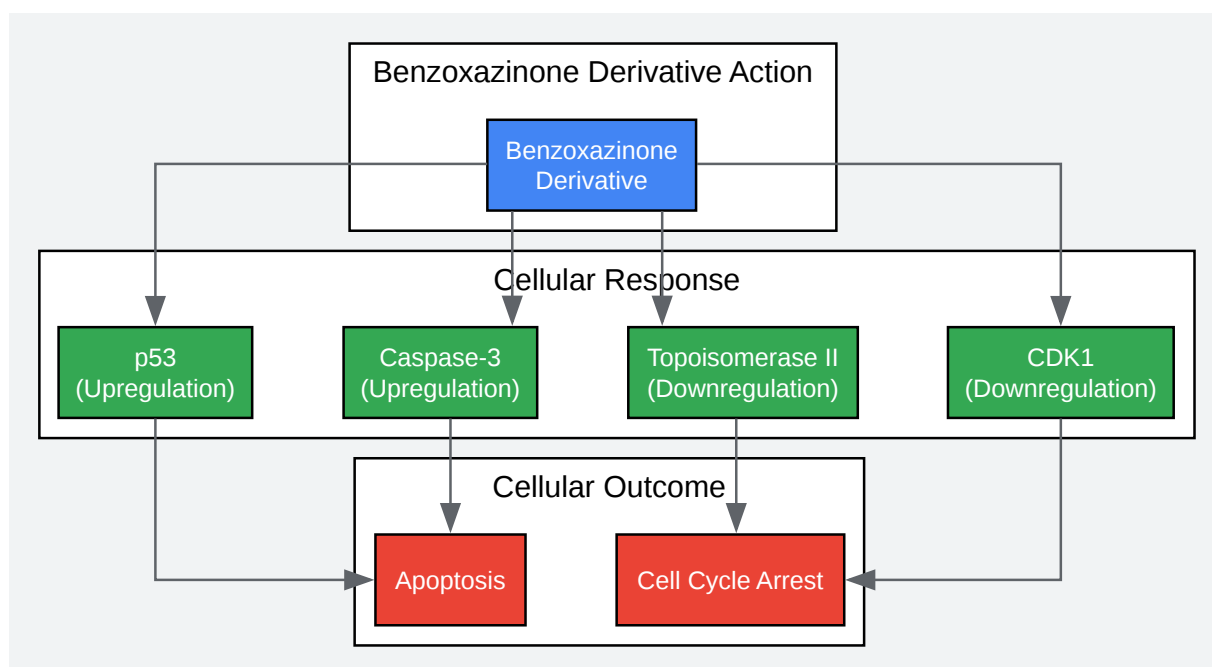 Benzoxazinone Derivative Action
Benzoxazinone
Derivative
Cellular Response
p53
(Upregulation)
Caspase-3
(Upregulation)
Topoisomerase II
(Downregulation)
CDK1
(Downregulation)
Cellular Outcome
Apoptosis
Cell Cycle Arrest